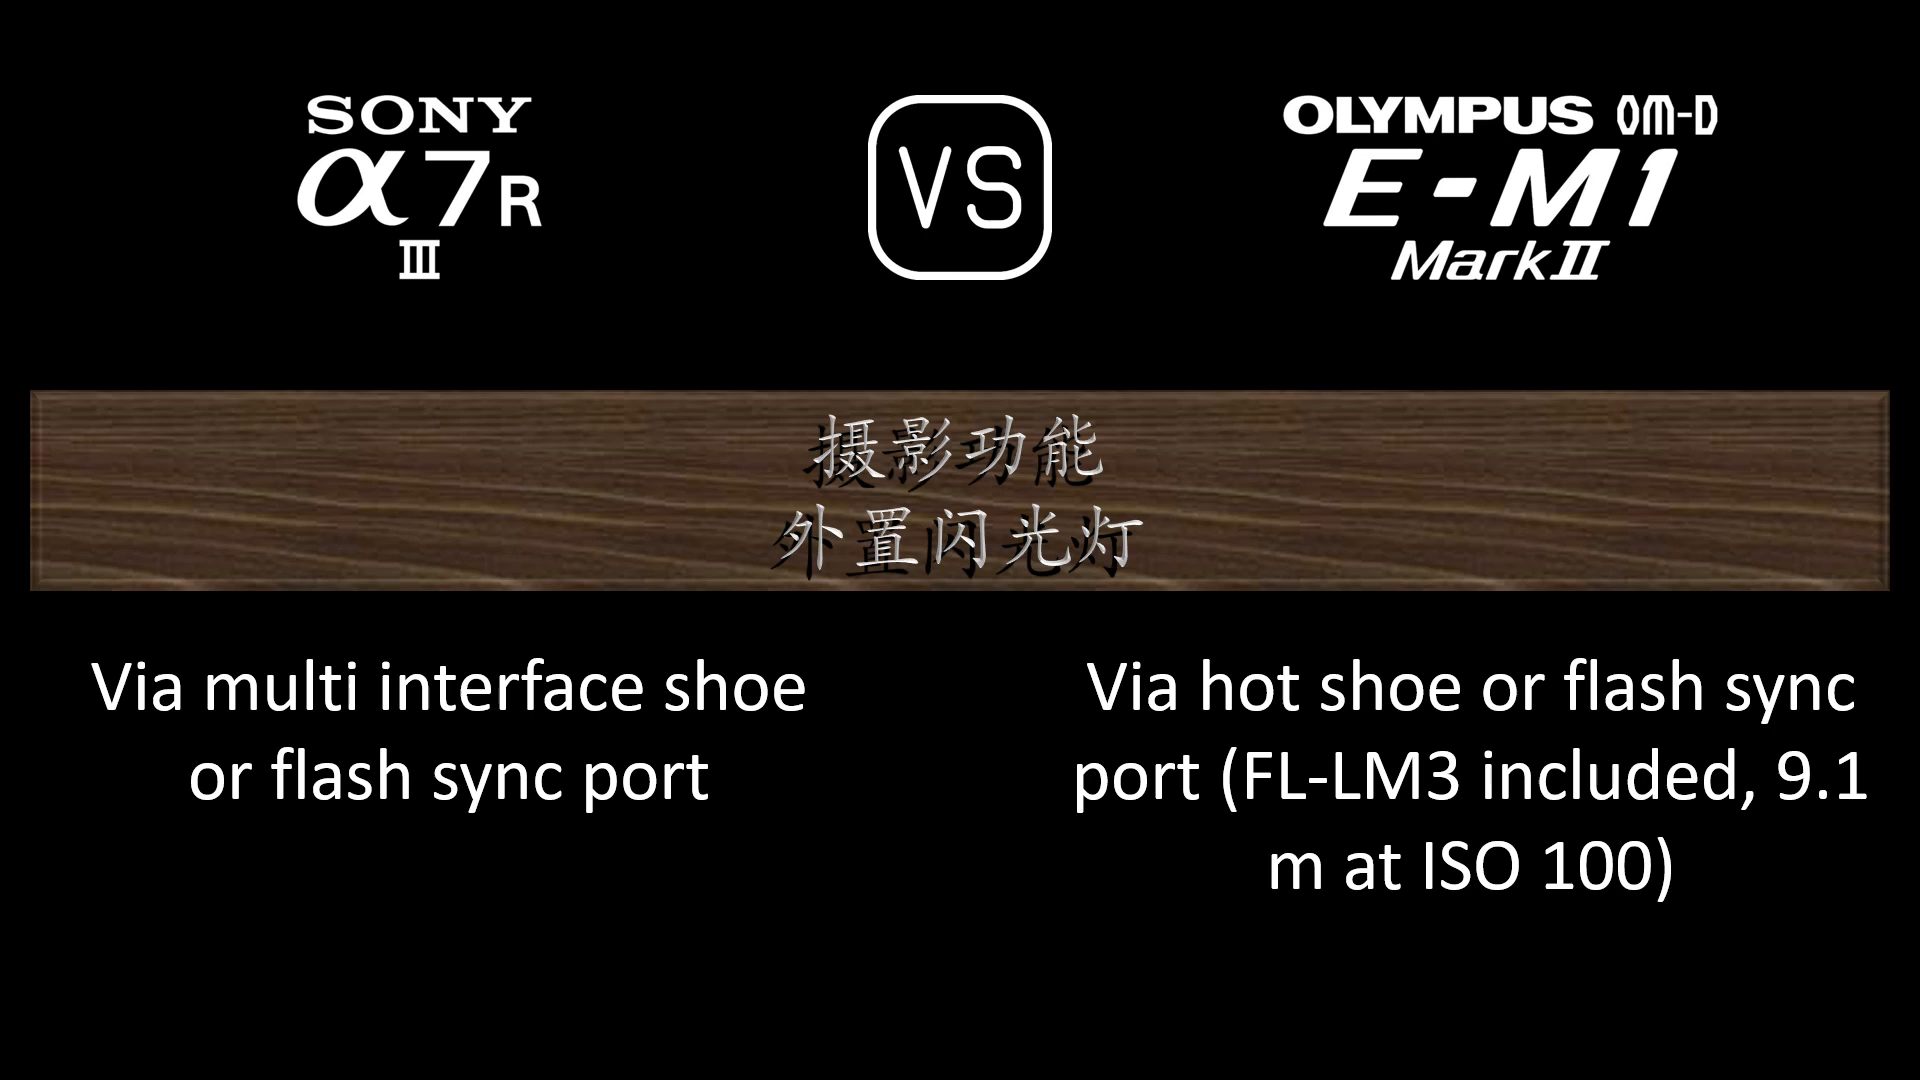 SONY
α7R
III
VS
OLYMPUS OM-D
E-M1
Mark II
摄影功能
外置闪光灯
Via multi interface shoe
or flash sync port
Via hot shoe or flash sync
port (FL-LM3 included, 9.1
m at ISO 100)